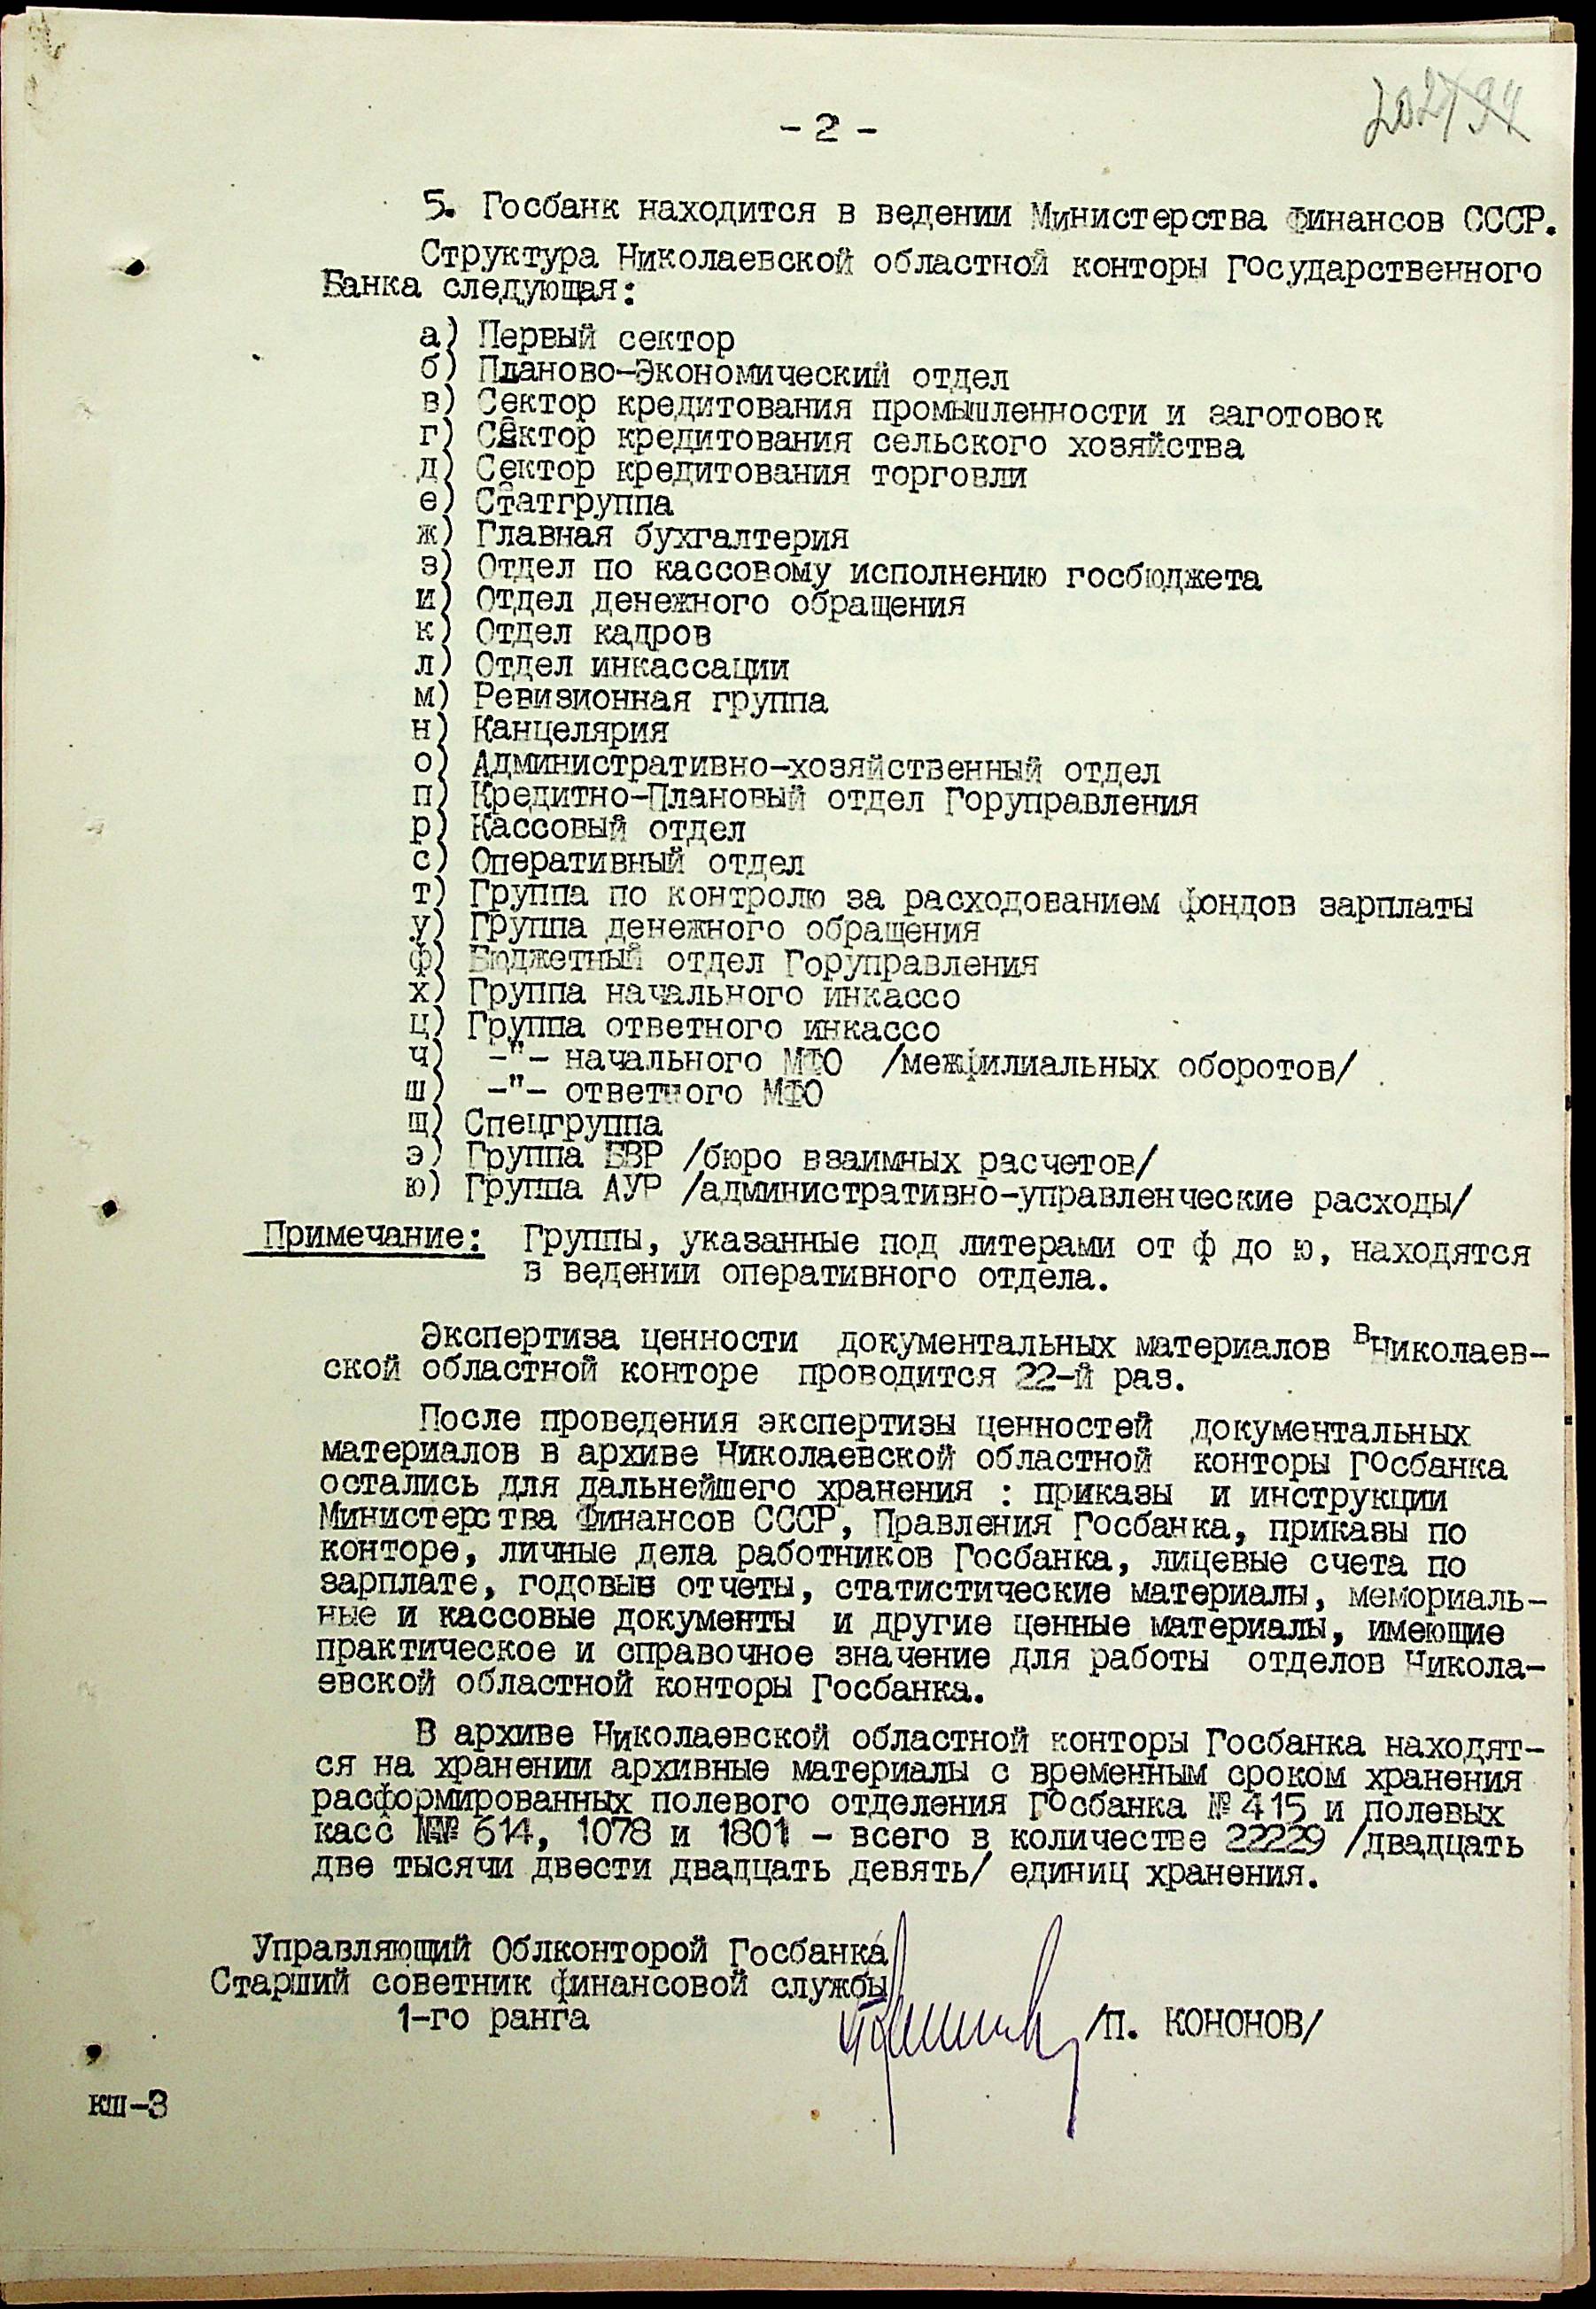 - 2 -
202
5. Госбанк находится в ведении Министерства Финансов СССР.
Структура Николаевской областной конторы Государственного
Банка следующая:
а) Первый сектор
б) Планово-Экономический отдел
в) Сектор кредитования промышленности и заготовок
г) Сектор кредитования сельского хозяйства
д) Сектор кредитования торговли
е) Статгруппа
ж) Главная бухгалтерия
з) Отдел по кассовому исполнению госбюджета
и) Отдел денежного обращения
к) Отдел кадров
л) Отдел инкассации
м) Ревизионная группа
н) Канцелярия
о) Административно-хозяйственный отдел
п) Кредитно-Плановый отдел Горуправления
р) Кассовый отдел
с) Оперативный отдел
т) Группа по контролю за расходованием фондов зарплаты
у) Группа денежного обращения
ф) Бюджетный отдел Горуправления
х) Группа начального инкассо
ц) Группа ответного инкассо
ч) -"- начального МФО /межфилиальных оборотов/
ш) -"- ответного МФО
щ) Спецгруппа
э) Группа БВР /бюро взаимных расчетов/
ю) Группа АУР /административно-управленческие расходы/
Примечание: Группы, указанные под литерами от ф до ю, находятся
в ведении оперативного отдела.
Экспертиза ценности документальных материалов в Николаев-
ской областной конторе проводится 22-й раз.
После проведения экспертизы ценностей документальных
материалов в архиве Николаевской областной конторы Госбанка
остались для дальнейшего хранения : приказы и инструкции
Министерства Финансов СССР, Правления Госбанка, приказы по
конторе, личные дела работников Госбанка, лицевые счета по
зарплате, годовые отчеты, статистические материалы, мемориаль-
ные и кассовые документы и другие ценные материалы, имеющие
практическое и справочное значение для работы отделов Никола-
евской областной конторы Госбанка.
В архиве Николаевской областной конторы Госбанка находят-
ся на хранении архивные материалы с временным сроком хранения
расформированных полевого отделения Госбанка № 415 и полевых
касс №№ 614, 1078 и 1801 - всего в количестве 22229 /двадцать
две тысячи двести двадцать девять/ единиц хранения.
Управляющий Облконторой Госбанка
Старший советник финансовой службы
1-го ранга /П. КОНОНОВ/
кш-3